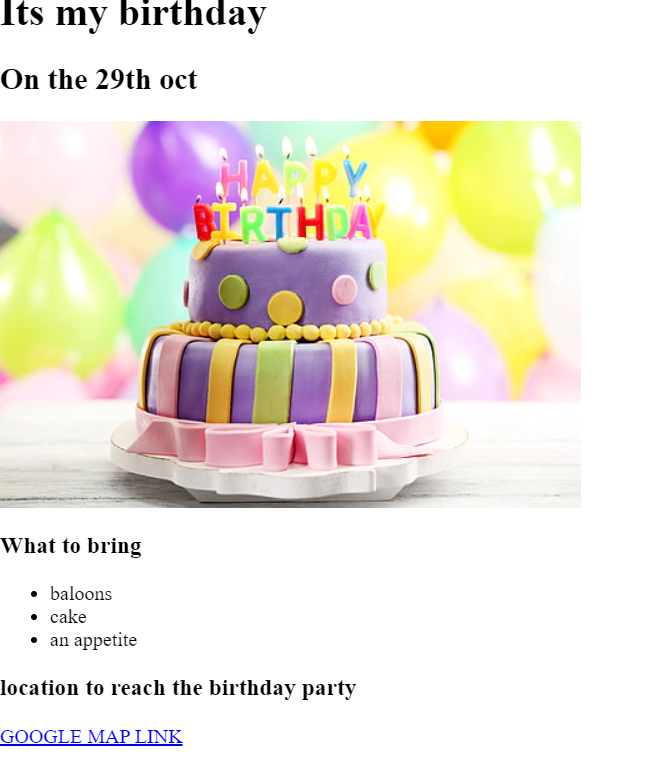 Its my birthday
On the 29th oct
HAPPY
BIRTHDAY
What to bring
baloons
cake
an appetite
location to reach the birthday party
GOOGLE MAP LINK